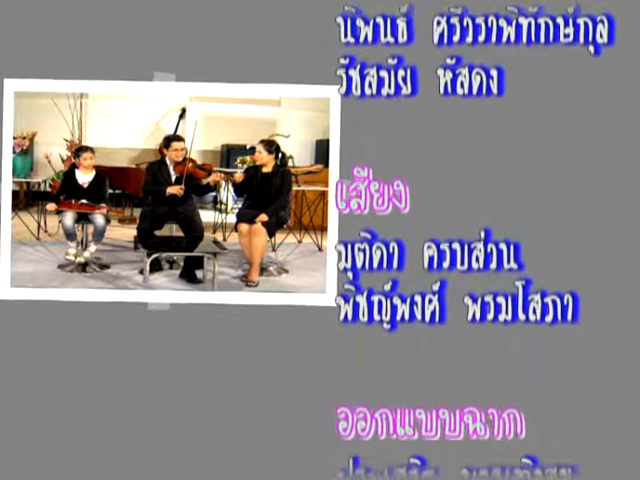 นิพนธ์ ศรีวราพิทักษ์กุล
รัชสมัย หัสดง
เสียง
มุติดา ครบส่วน
พิชญ์พงศ์ พรมโสภา
ออกแบบฉาก